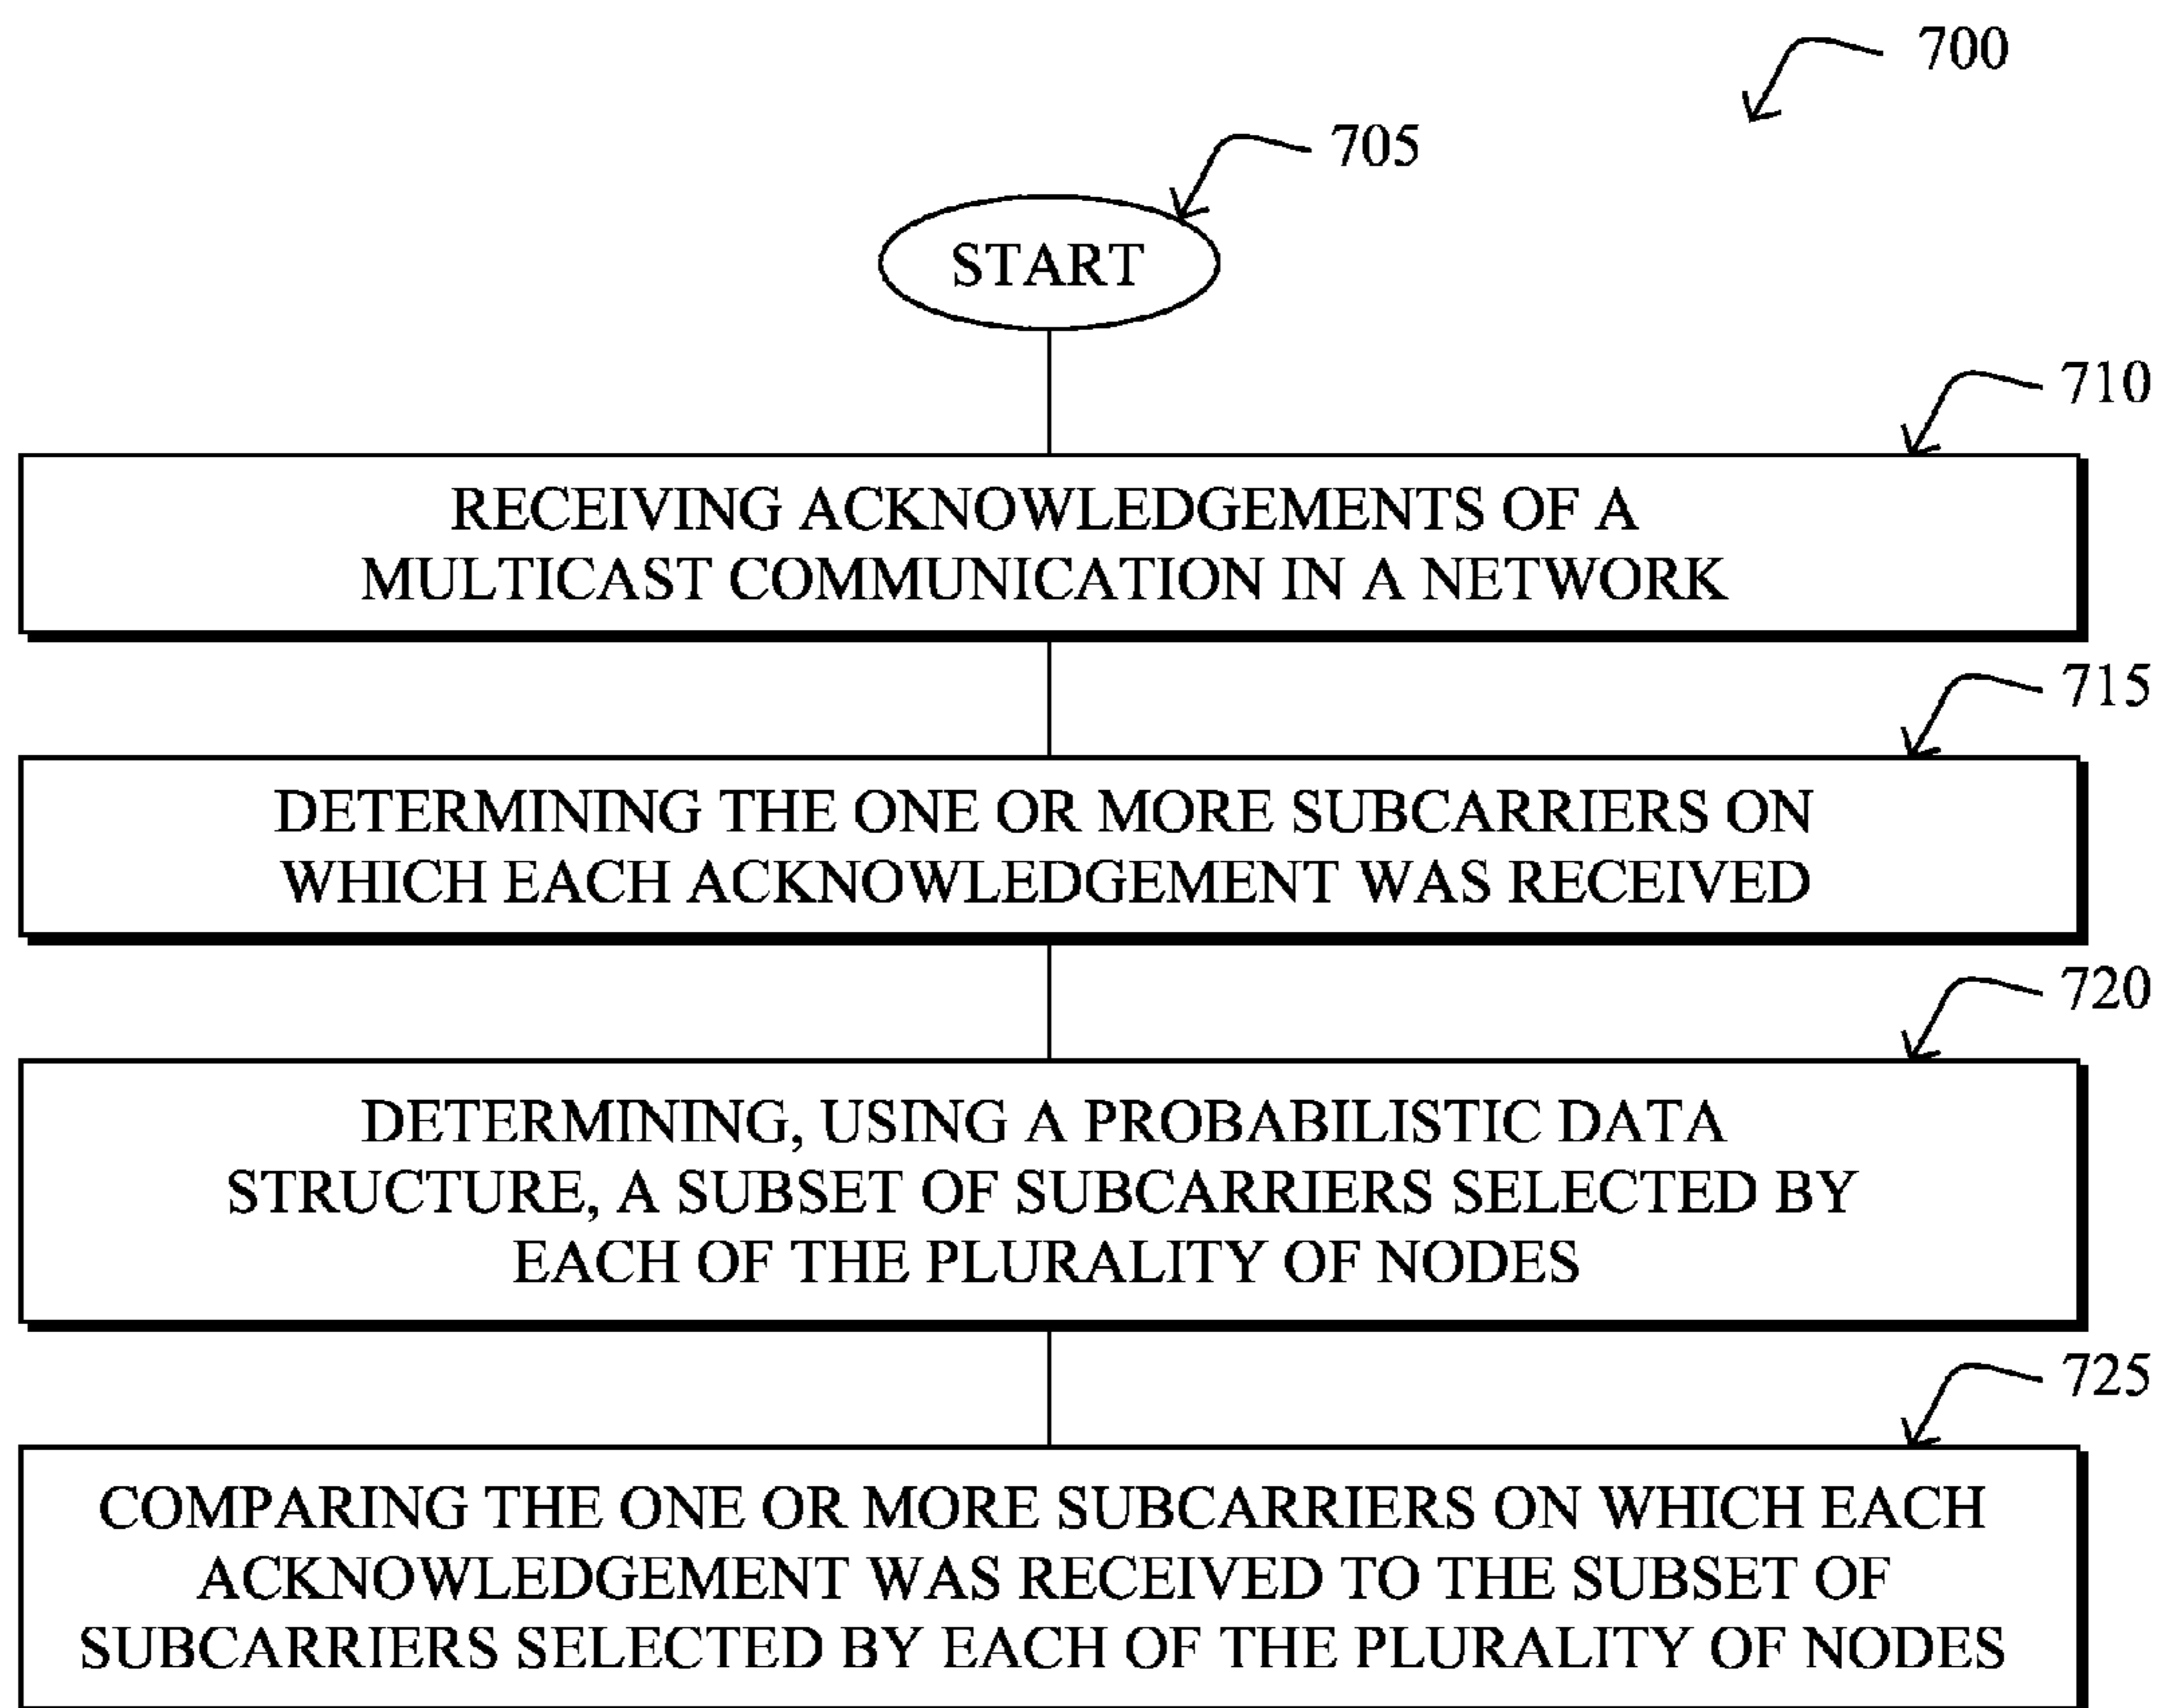 700
705
START
710
RECEIVING ACKNOWLEDGEMENTS OF A
MULTICAST COMMUNICATION IN A NETWORK
715
DETERMINING THE ONE OR MORE SUBCARRIERS ON
WHICH EACH ACKNOWLEDGEMENT WAS RECEIVED
720
DETERMINING, USING A PROBABILISTIC DATA
STRUCTURE, A SUBSET OF SUBCARRIERS SELECTED BY
EACH OF THE PLURALITY OF NODES
725
COMPARING THE ONE OR MORE SUBCARRIERS ON WHICH EACH
ACKNOWLEDGEMENT WAS RECEIVED TO THE SUBSET OF
SUBCARRIERS SELECTED BY EACH OF THE PLURALITY OF NODES